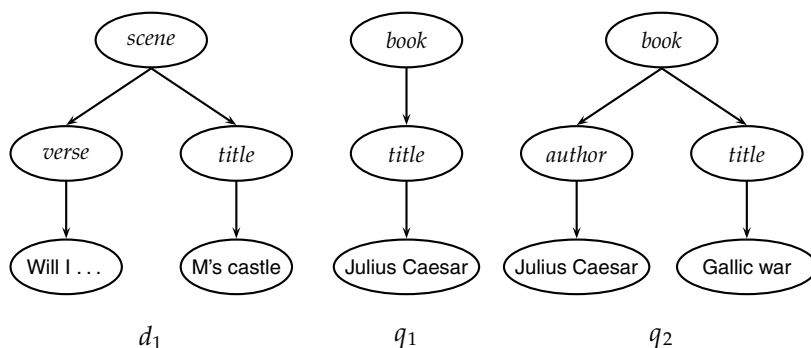 scene book book
verse title title author title
Will I . . . M's castle Julius Caesar Julius Caesar Gallic war
d1 q1 q2